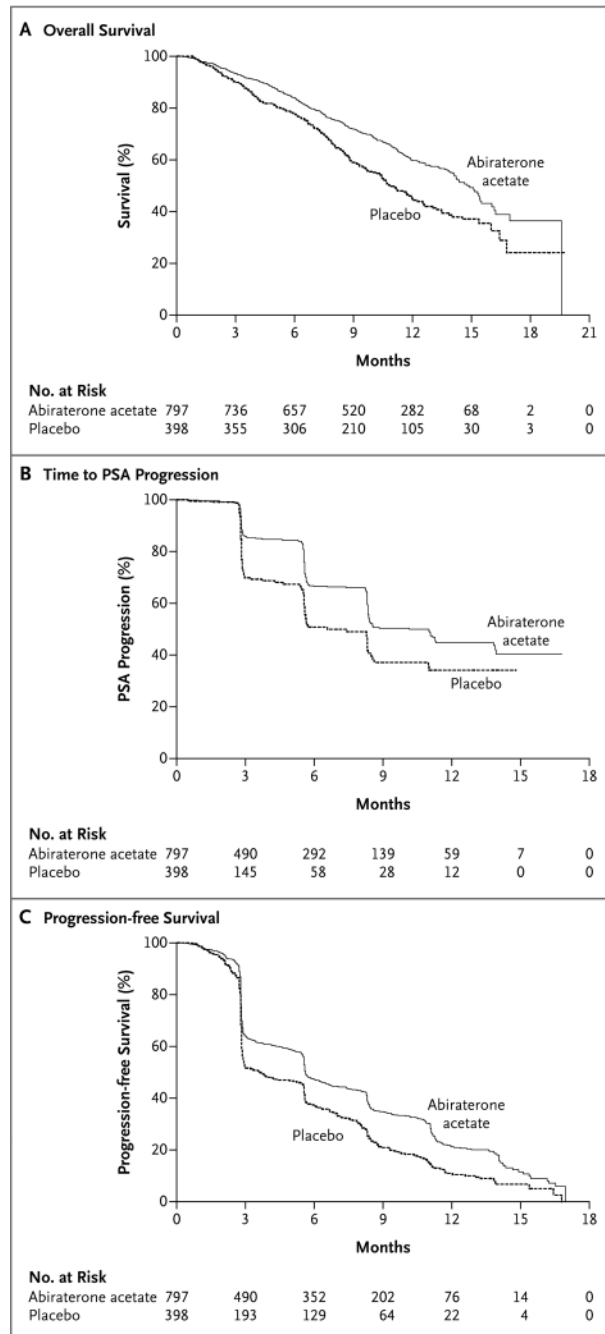 A Overall Survival
100
80
60
40
20
0
Survival (%)
Abiraterone
acetate
Placebo
0 3 6 9 12 15 18 21
Months
No. at Risk
Abiraterone acetate 797 736 657 520 282 68 2 0
Placebo 398 355 306 210 105 30 3 0
B Time to PSA Progression
100
80
60
40
20
0
PSA Progression (%)
Abiraterone
acetate
Placebo
0 3 6 9 12 15 18
Months
No. at Risk
Abiraterone acetate 797 490 292 139 59 7 0
Placebo 398 145 58 28 12 0 0
C Progression-free Survival
100
80
60
40
20
0
Progression-free Survival (%)
Abiraterone
acetate
Placebo
0 3 6 9 12 15 18
Months
No. at Risk
Abiraterone acetate 797 490 352 202 76 14 0
Placebo 398 193 129 64 22 4 0